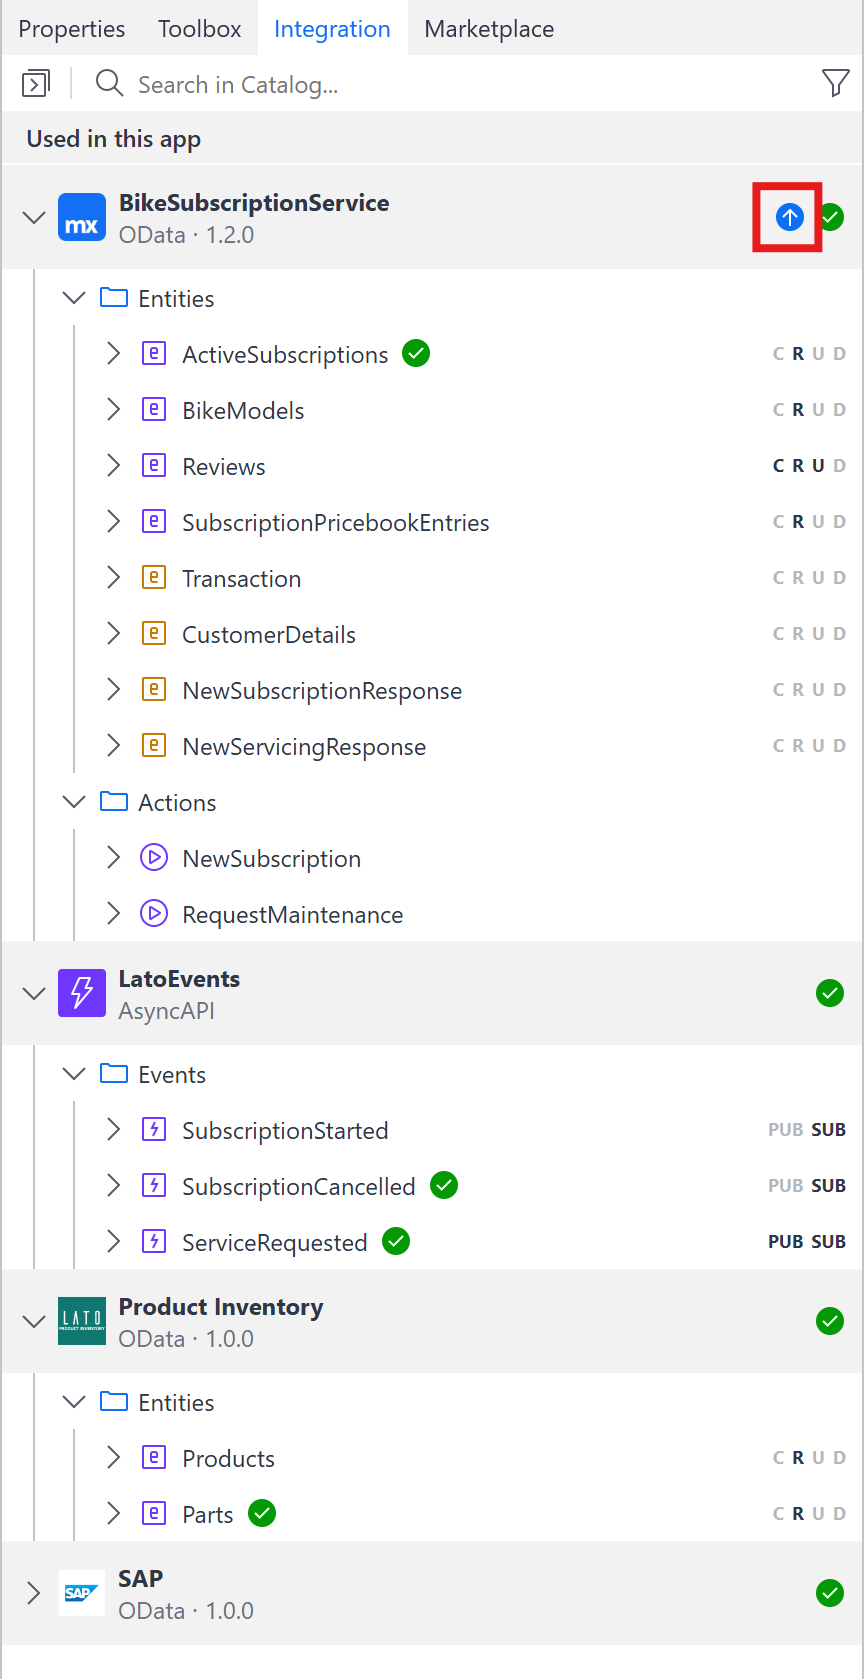 Properties Toolbox Integration Marketplace
Search in Catalog...
Used in this app
mx
BikeSubscriptionService
OData · 1.2.0
Entities
e ActiveSubscriptions C R U D
e BikeModels C R U D
e Reviews C R U D
e SubscriptionPricebookEntries C R U D
e Transaction C R U D
e CustomerDetails C R U D
e NewSubscriptionResponse C R U D
e NewServicingResponse C R U D
Actions
NewSubscription
RequestMaintenance
LatoEvents
AsyncAPI
Events
SubscriptionStarted PUB SUB
SubscriptionCancelled PUB SUB
ServiceRequested PUB SUB
LATO
PRODUCT INVENTORY
Product Inventory
OData · 1.0.0
Entities
e Products C R U D
e Parts C R U D
SAP
SAP
OData · 1.0.0